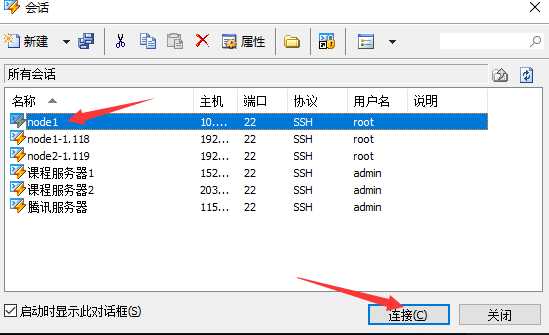 会话
新建 属性
所有会话
名称 主机 端口 协议 用户名 说明
node1 10.... 22 SSH root
node1-1.118 192... 22 SSH root
node2-1.119 192... 22 SSH root
课程服务器1 152... 22 SSH admin
课程服务器2 203... 22 SSH admin
腾讯服务器 115... 22 SSH admin
启动时显示此对话框(S)
连接(C) 关闭